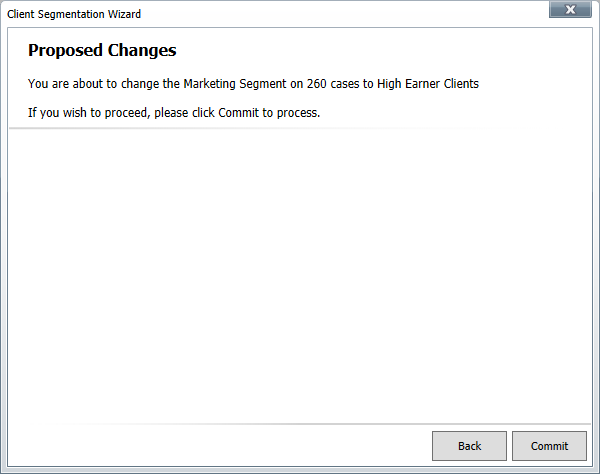 Client Segmentation Wizard
Proposed Changes
You are about to change the Marketing Segment on 260 cases to High Earner Clients
If you wish to proceed, please click Commit to process.
Back
Commit